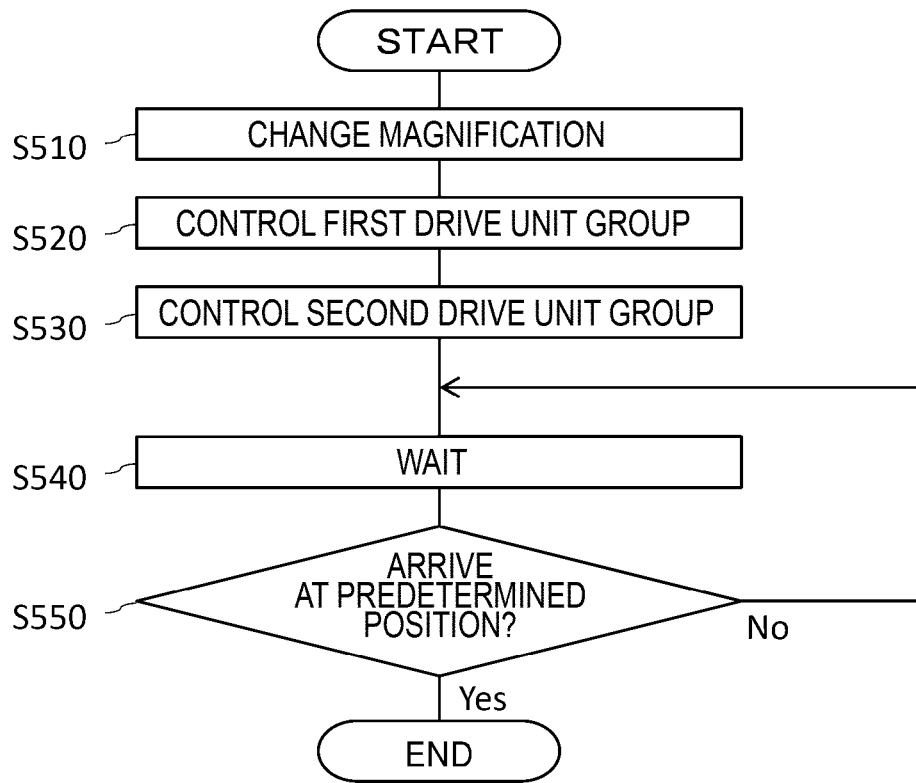 START
S510
CHANGE MAGNIFICATION
S520
CONTROL FIRST DRIVE UNIT GROUP
S530
CONTROL SECOND DRIVE UNIT GROUP
S540
WAIT
S550
ARRIVE
AT PREDETERMINED
POSITION?
No
Yes
END